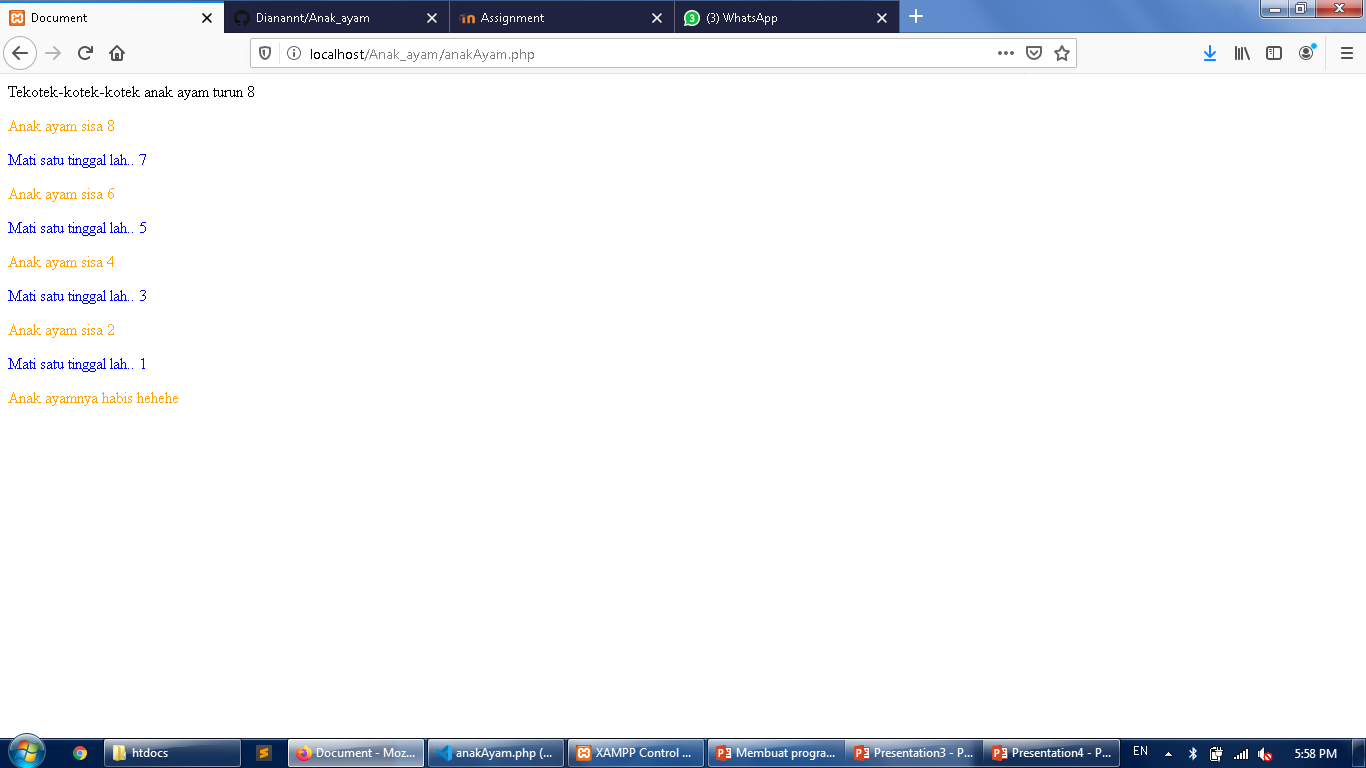 Document
Dianannt/Anak_ayam
Assignment
(3) WhatsApp
localhost/Anak_ayam/anakAyam.php
Tekotek-kotek-kotek anak ayam turun 8
Anak ayam sisa 8
Mati satu tinggal lah.. 7
Anak ayam sisa 6
Mati satu tinggal lah.. 5
Anak ayam sisa 4
Mati satu tinggal lah.. 3
Anak ayam sisa 2
Mati satu tinggal lah.. 1
Anak ayamnya habis hehehe
htdocs
Document - Moz...
anakAyam.php (...
XAMPP Control ...
Membuat progra...
Presentation3 - P...
Presentation4 - P...
EN
5:58 PM